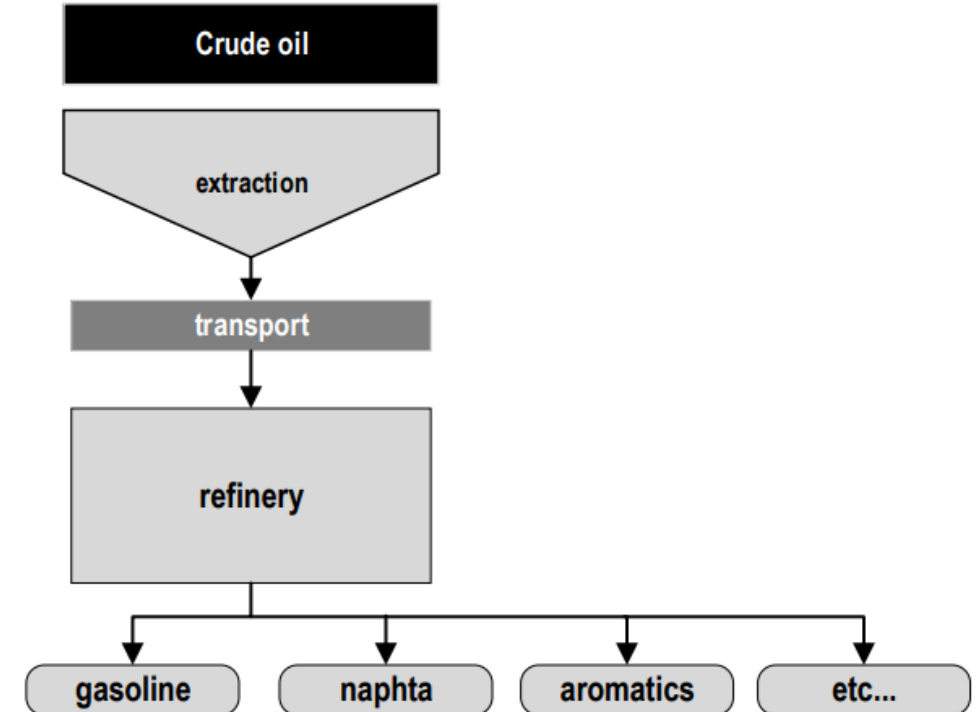 Crude oil
extraction
transport
refinery
gasoline
naphta
aromatics
etc...